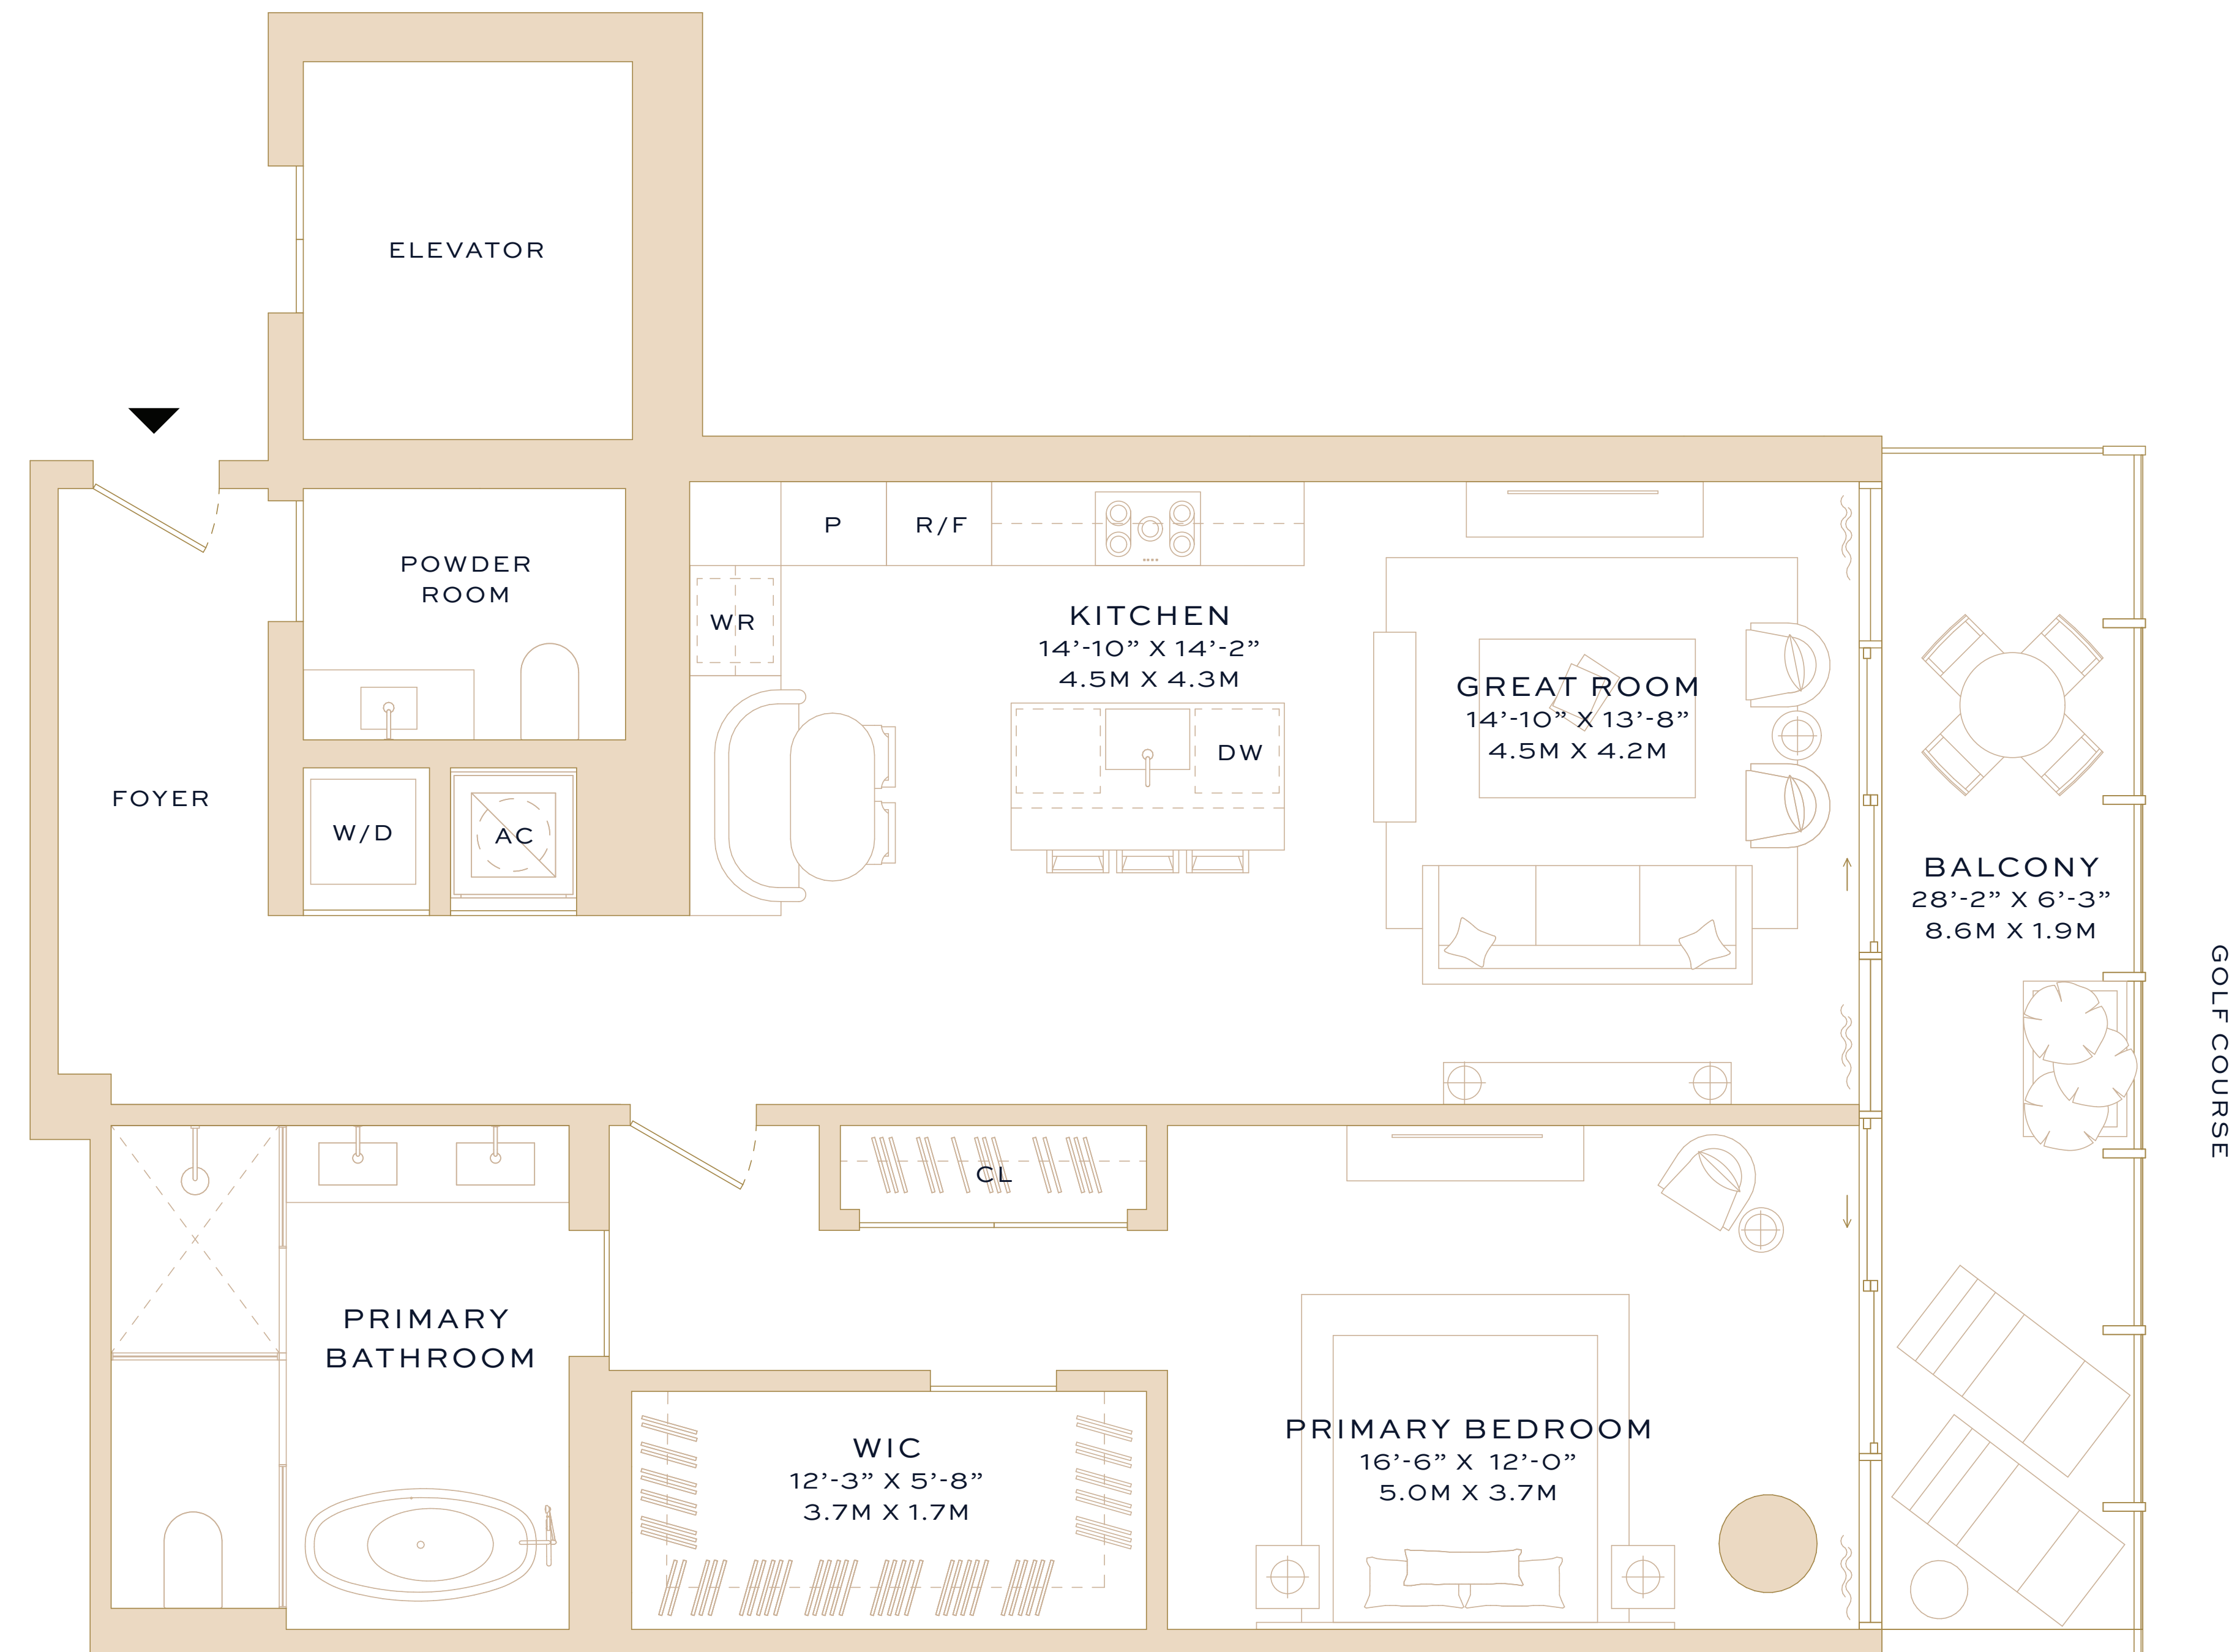 ELEVATOR
POWDER
ROOM
FOYER
W/D
AC
P
R/F
WR
KITCHEN
14’-10” X 14’-2”
4.5M X 4.3M
DW
GREAT ROOM
14’-10” X 13’-8”
4.5M X 4.2M
BALCONY
28’-2” X 6’-3”
8.6M X 1.9M
GOLF COURSE
CL
PRIMARY
BATHROOM
WIC
12’-3” X 5’-8”
3.7M X 1.7M
PRIMARY BEDROOM
16’-6” X 12’-0”
5.0M X 3.7M